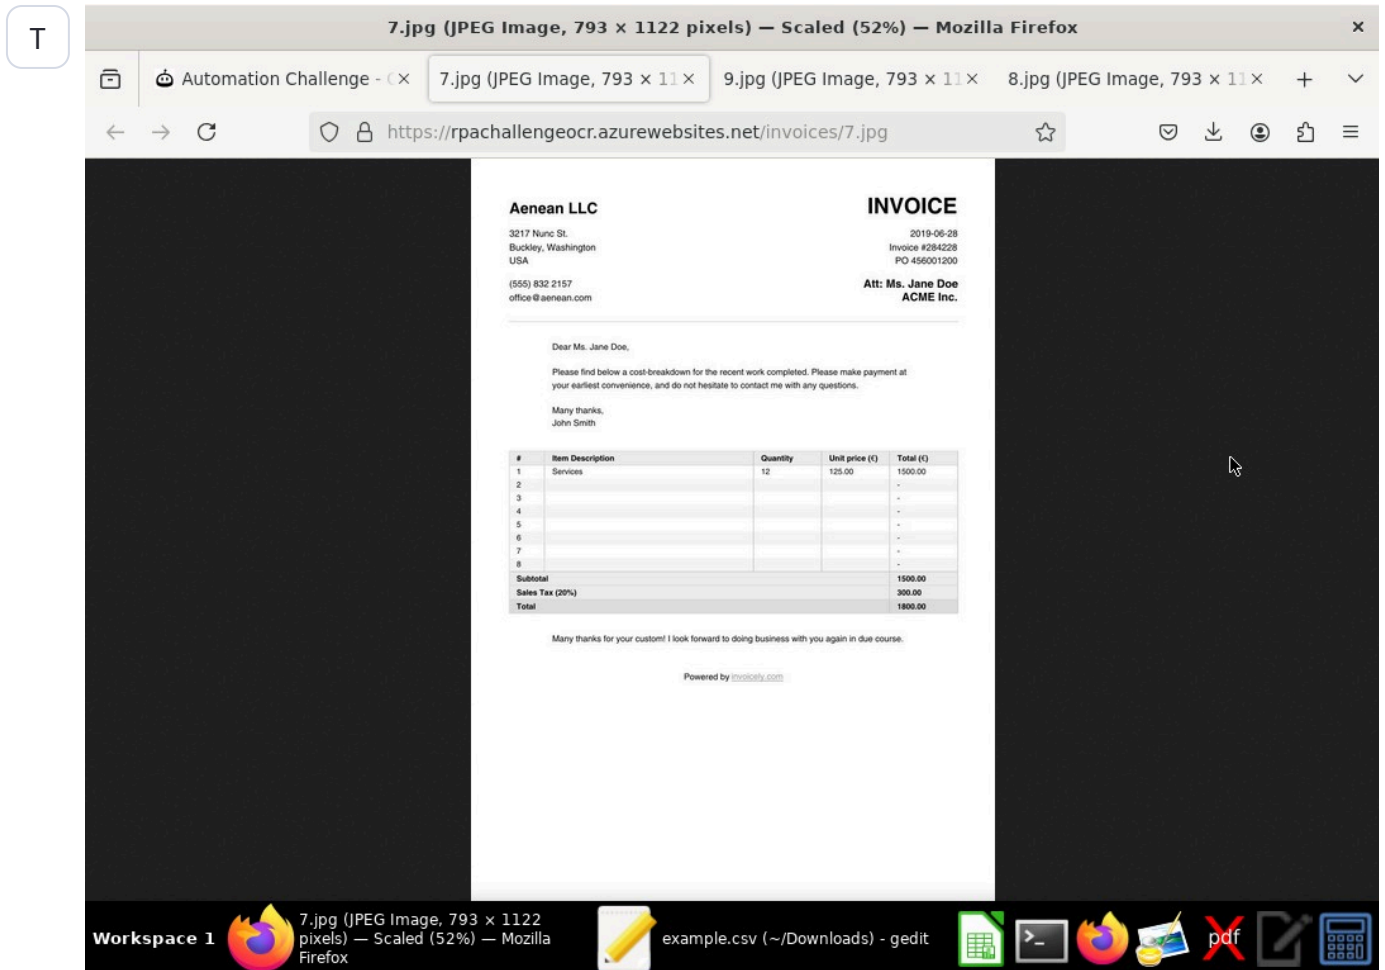 T
7.jpg (JPEG Image, 793 × 1122 pixels) — Scaled (52%) — Mozilla Firefox
Automation Challenge -
7.jpg (JPEG Image, 793 × 11
9.jpg (JPEG Image, 793 × 11
8.jpg (JPEG Image, 793 × 11
https://rpachallengeocr.azurewebsites.net/invoices/7.jpg
Aenean LLC
INVOICE
3217 Nunc St.
2019-06-28
Buckley, Washington
Invoice #284228
USA
PO 456001200
(555) 832 2157
Att: Ms. Jane Doe
office@aenean.com
ACME Inc.
Dear Ms. Jane Doe,
Please find below a cost-breakdown for the recent work completed. Please make payment at
your earliest convenience, and do not hesitate to contact me with any questions.
Many thanks,
John Smith
# Item Description Quantity Unit price (€) Total (€)
1 Services 12 125.00 1500.00
2 -
3 -
4 -
5 -
6 -
7 -
8 -
Subtotal 1500.00
Sales Tax (20%) 300.00
Total 1800.00
Many thanks for your custom! I look forward to doing business with you again in due course.
Powered by invoicely.com
Workspace 1
7.jpg (JPEG Image, 793 × 1122
pixels) — Scaled (52%) — Mozilla
Firefox
example.csv (~/Downloads) - gedit
pdf